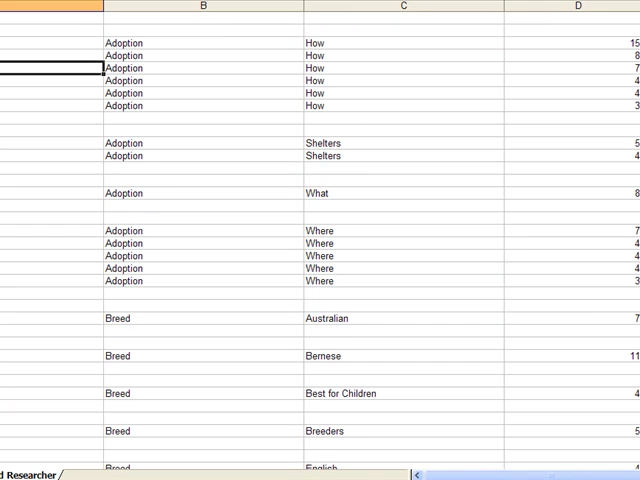 B C D
Adoption How 15
Adoption How 8
Adoption How 7
Adoption How 4
Adoption How 4
Adoption How 3
Adoption Shelters 5
Adoption Shelters 4
Adoption What 8
Adoption Where 7
Adoption Where 4
Adoption Where 4
Adoption Where 4
Adoption Where 3
Breed Australian 7
Breed Bernese 11
Breed Best for Children 4
Breed Breeders 5
Breed English 4
d Researcher